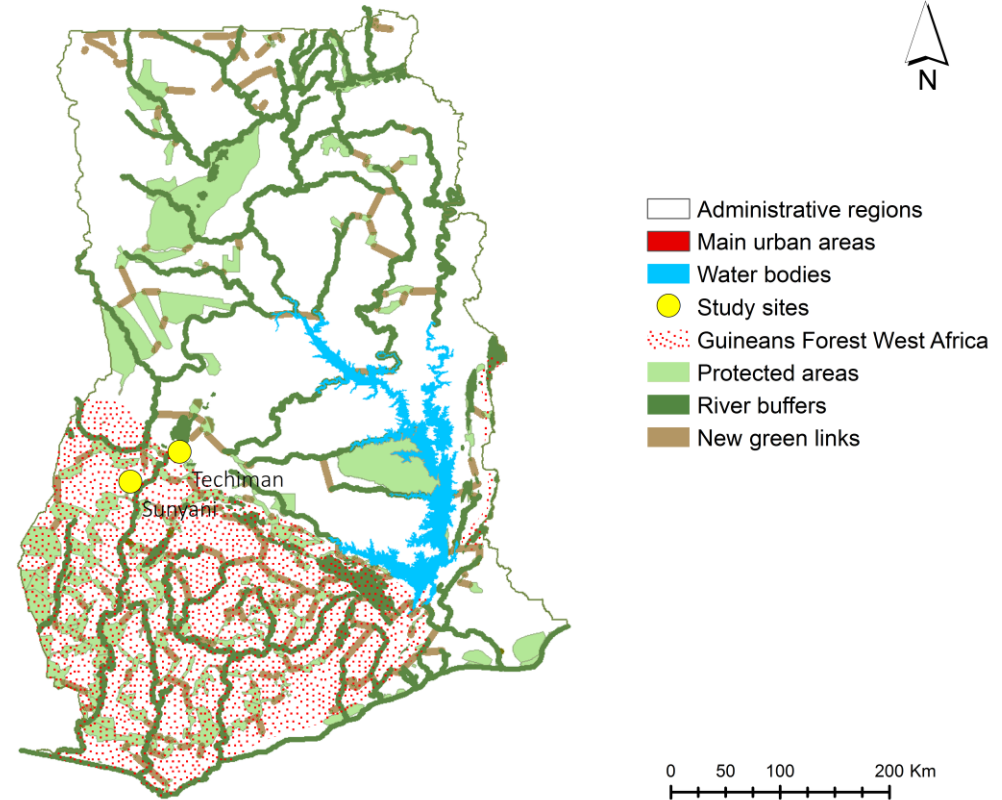 N
Administrative regions
Main urban areas
Water bodies
Study sites
Guineans Forest West Africa
Protected areas
River buffers
New green links
Techiman
Sunyani
0 50 100 200 Km